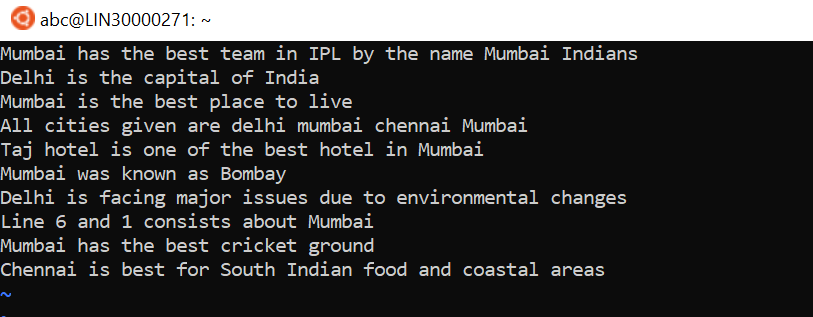 abc@LIN30000271: ~
Mumbai has the best team in IPL by the name Mumbai Indians
Delhi is the capital of India
Mumbai is the best place to live
All cities given are delhi mumbai chennai Mumbai
Taj hotel is one of the best hotel in Mumbai
Mumbai was known as Bombay
Delhi is facing major issues due to environmental changes
Line 6 and 1 consists about Mumbai
Mumbai has the best cricket ground
Chennai is best for South Indian food and coastal areas
~